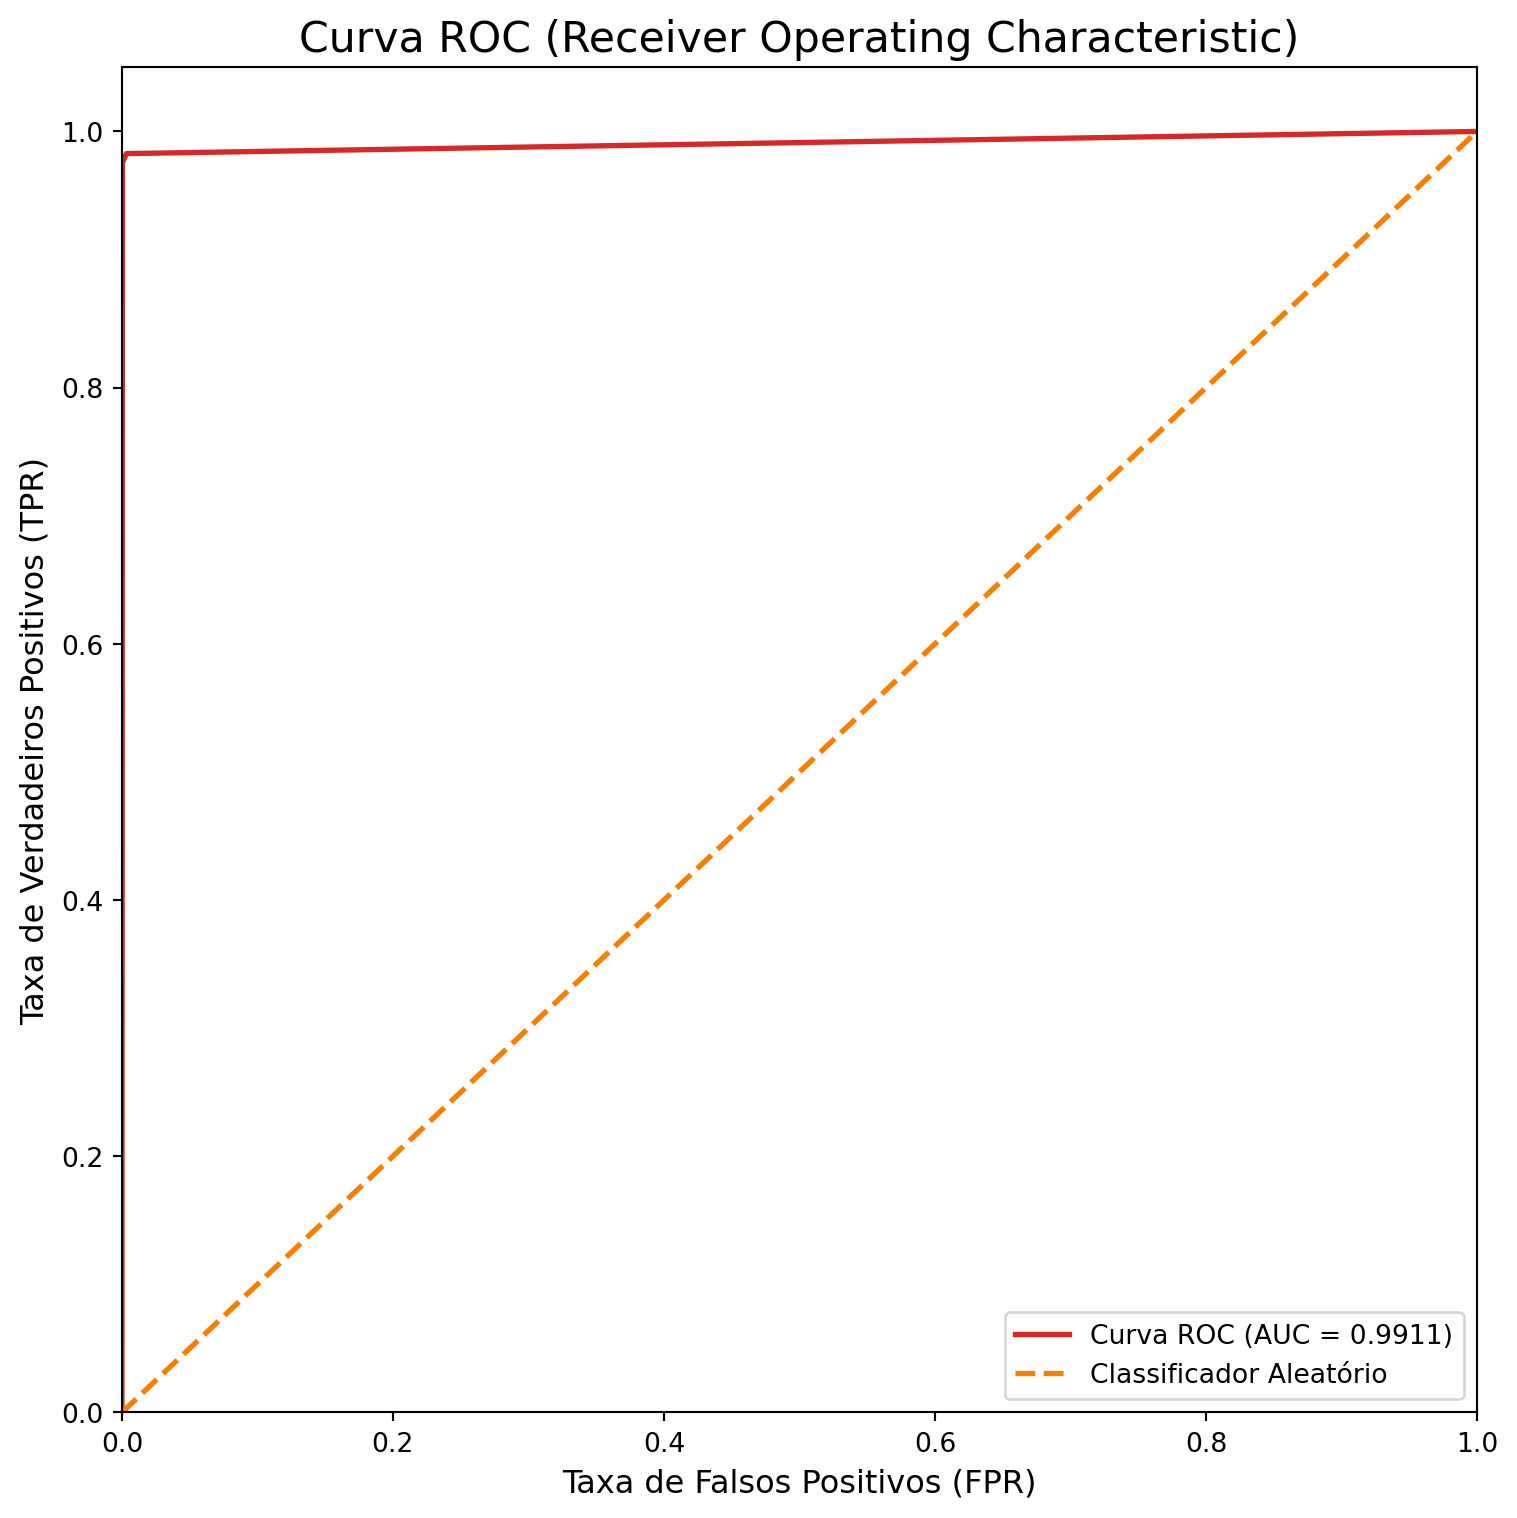 Curva ROC (Receiver Operating Characteristic)
1.0
0.8
0.6
0.4
0.2
0.0
Taxa de Verdadeiros Positivos (TPR)
0.0 0.2 0.4 0.6 0.8 1.0
Taxa de Falsos Positivos (FPR)
Curva ROC (AUC = 0.9911)
Classificador Aleatório